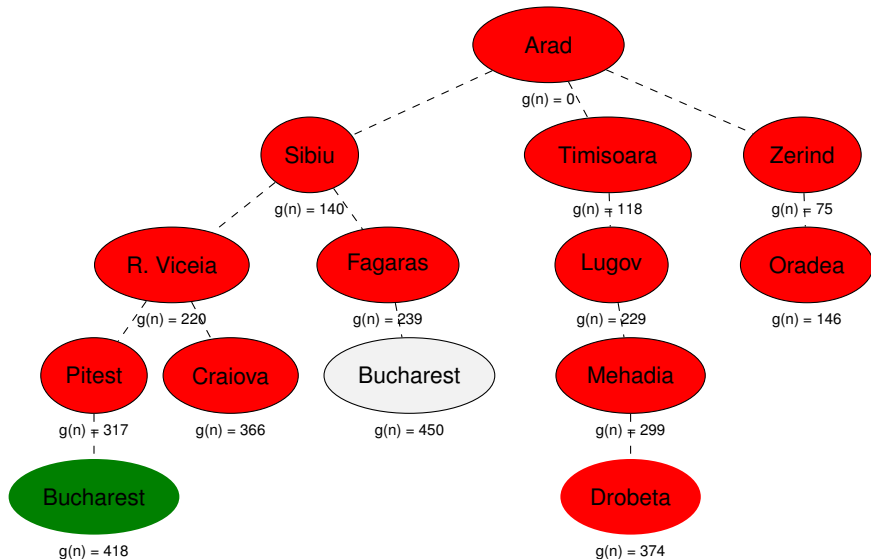 Arad
g(n) = 0
Sibiu
Timisoara
Zerind
g(n) = 140
g(n) = 118
g(n) = 75
R. Viceia
Fagaras
Lugov
Oradea
g(n) = 220
g(n) = 239
g(n) = 229
g(n) = 146
Pitest
Craiova
Bucharest
Mehadia
g(n) = 317
g(n) = 366
g(n) = 450
g(n) = 299
Bucharest
Drobeta
g(n) = 418
g(n) = 374